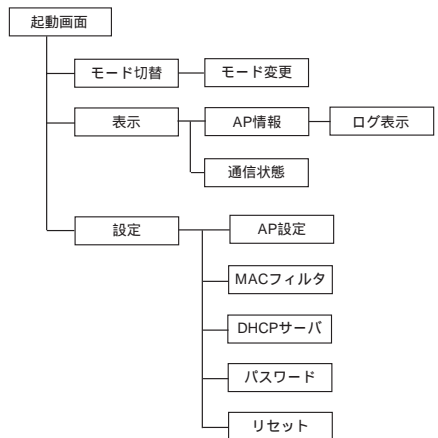 起動画面
モード切替
モード変更
表示
AP情報
ログ表示
通信状態
設定
AP設定
MACフィルタ
DHCPサーバ
パスワード
リセット